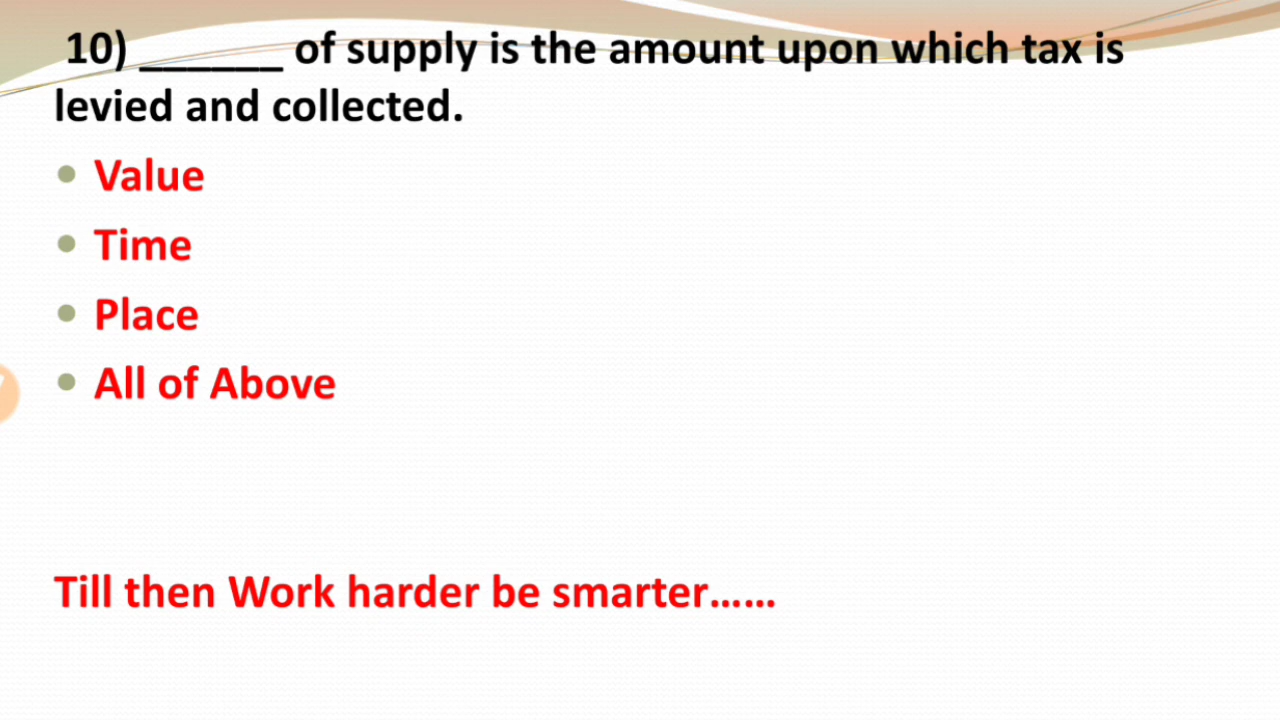 10) ______ of supply is the amount upon which tax is
levied and collected.
• Value
• Time
• Place
• All of Above
Till then Work harder be smarter......